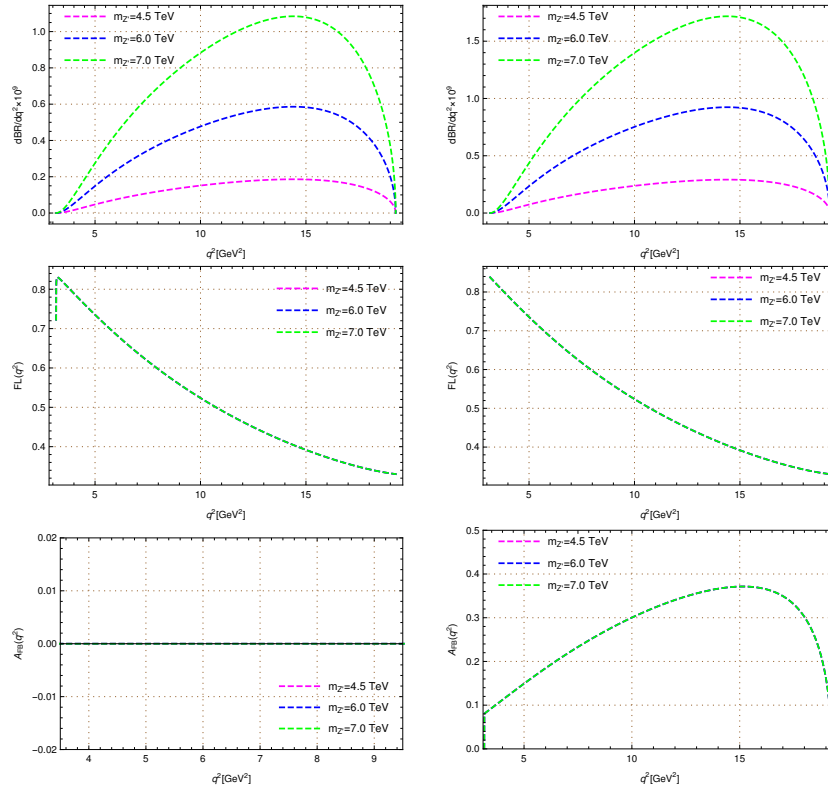 m_Z'=4.5 TeV
m_Z'=6.0 TeV
m_Z'=7.0 TeV
dBR/dq²×10⁹
0.0
0.2
0.4
0.6
0.8
1.0
5
10
15
q²[GeV²]
m_Z'=4.5 TeV
m_Z'=6.0 TeV
m_Z'=7.0 TeV
dBR/dq²×10⁹
0.0
0.5
1.0
1.5
5
10
15
q²[GeV²]
m_Z'=4.5 TeV
m_Z'=6.0 TeV
m_Z'=7.0 TeV
FL(q²)
0.4
0.5
0.6
0.7
0.8
5
10
15
q²[GeV²]
m_Z'=4.5 TeV
m_Z'=6.0 TeV
m_Z'=7.0 TeV
FL(q²)
0.4
0.5
0.6
0.7
0.8
5
10
15
q²[GeV²]
m_Z'=4.5 TeV
m_Z'=6.0 TeV
m_Z'=7.0 TeV
A_FB(q²)
−0.02
−0.01
0.00
0.01
0.02
4
5
6
7
8
9
q²[GeV²]
m_Z'=4.5 TeV
m_Z'=6.0 TeV
m_Z'=7.0 TeV
A_FB(q²)
0.0
0.1
0.2
0.3
0.4
0.5
5
10
15
q²[GeV²]